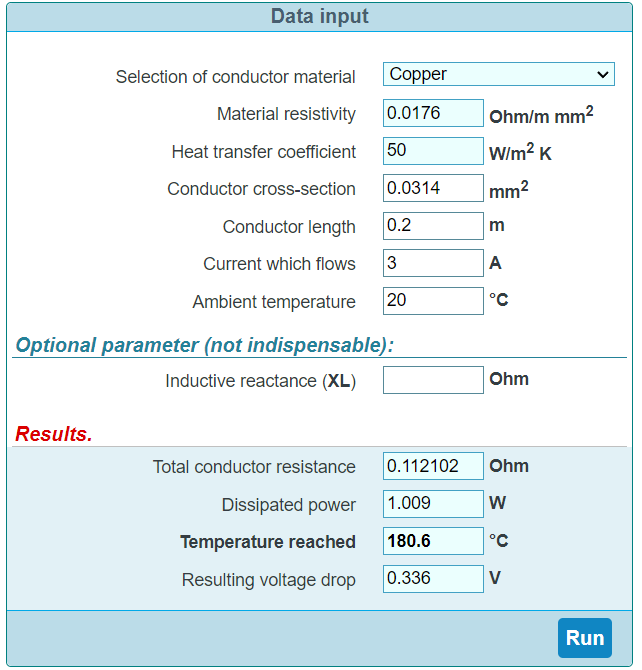 Data input
Selection of conductor material Copper
Material resistivity 0.0176 Ohm/m mm²
Heat transfer coefficient 50 W/m² K
Conductor cross-section 0.0314 mm²
Conductor length 0.2 m
Current which flows 3 A
Ambient temperature 20 °C
Optional parameter (not indispensable):
Inductive reactance (XL) Ohm
Results.
Total conductor resistance 0.112102 Ohm
Dissipated power 1.009 W
Temperature reached 180.6 °C
Resulting voltage drop 0.336 V
Run